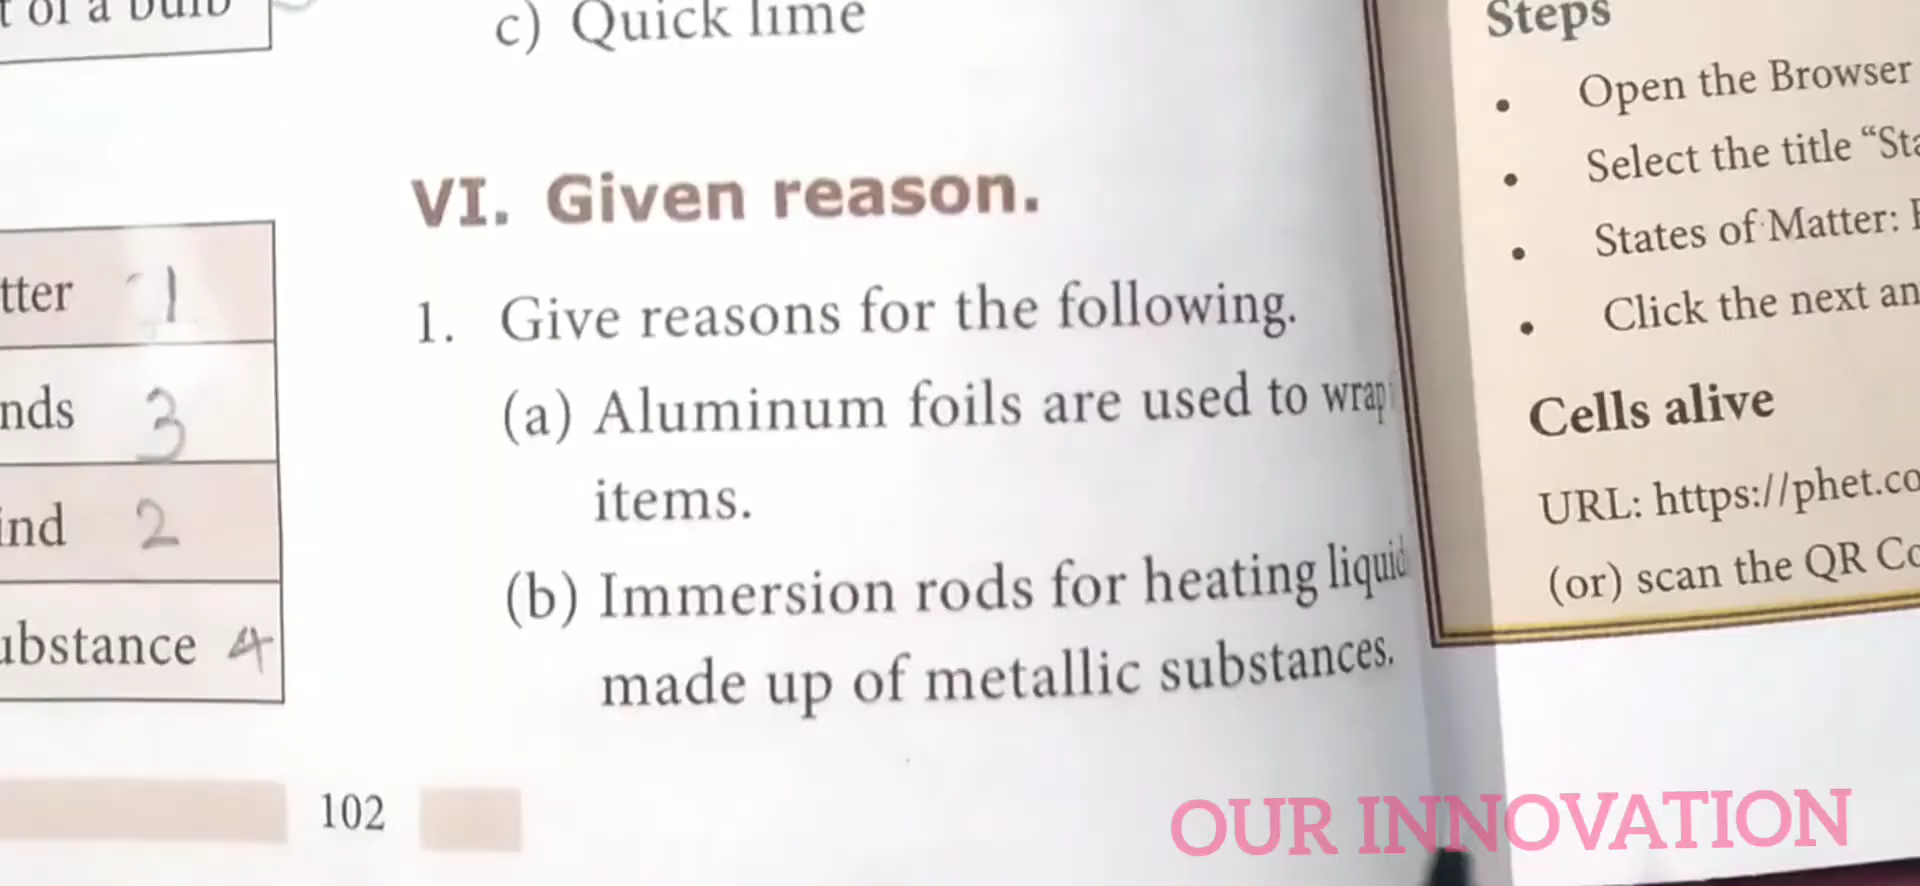 of a bulb
c) Quick lime
VI. Given reason.
1. Give reasons for the following.
(a) Aluminum foils are used to wrap
items.
(b) Immersion rods for heating liquid
made up of metallic substances.
tter 1
nds 3
ind 2
ubstance 4
102
Steps
• Open the Browser
• Select the title “Sta
• States of Matter:
• Click the next an
Cells alive
URL: https://phet.co
(or) scan the QR Co
OUR INNOVATION